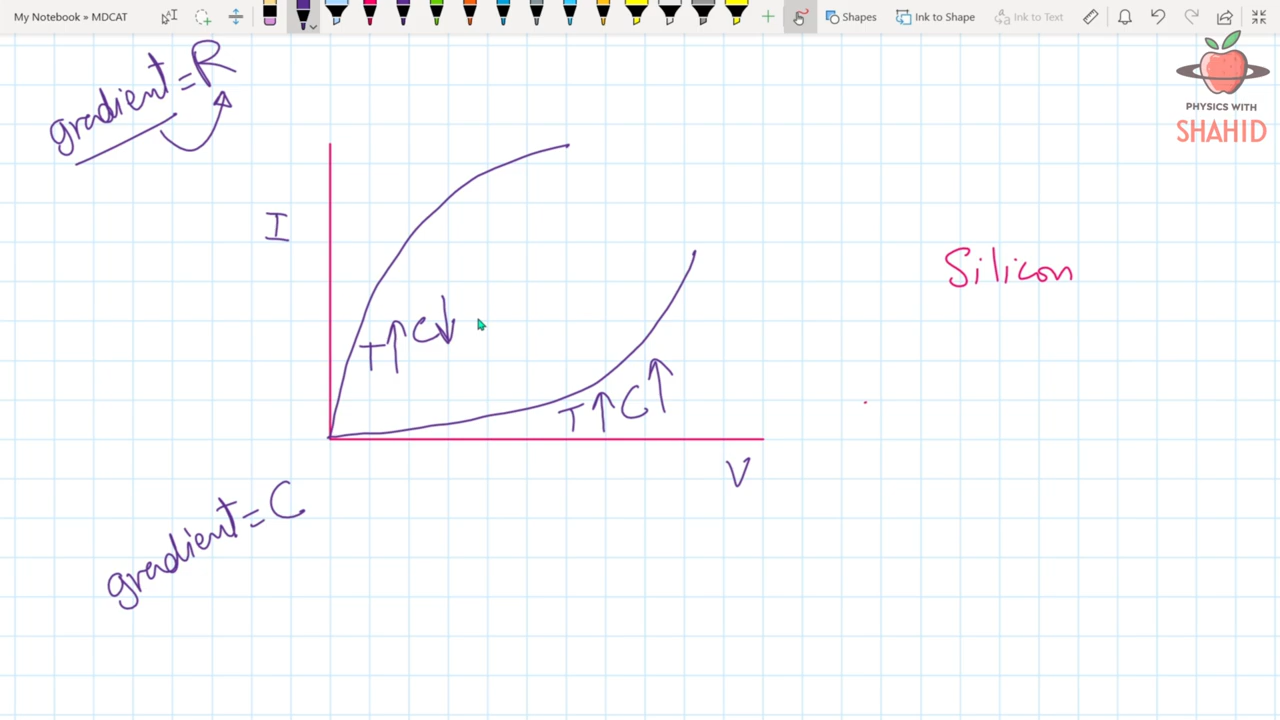 My Notebook » MDCAT
Shapes
Ink to Shape
Ink to Text
PHYSICS WITH
SHAHID
gradient = R
I
T↑ C↓
Silicon
T↑ C↑
V
gradient = C